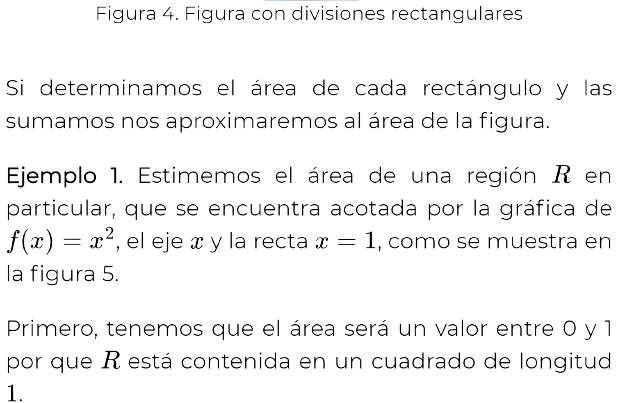 Figura 4. Figura con divisiones rectangulares
Si determinamos el área de cada rectángulo y las
sumamos nos aproximaremos al área de la figura.
Ejemplo 1. Estimemos el área de una región R en
particular, que se encuentra acotada por la gráfica de
f(x) = x², el eje x y la recta x = 1, como se muestra en
la figura 5.
Primero, tenemos que el área será un valor entre 0 y 1
por que R está contenida en un cuadrado de longitud
1.